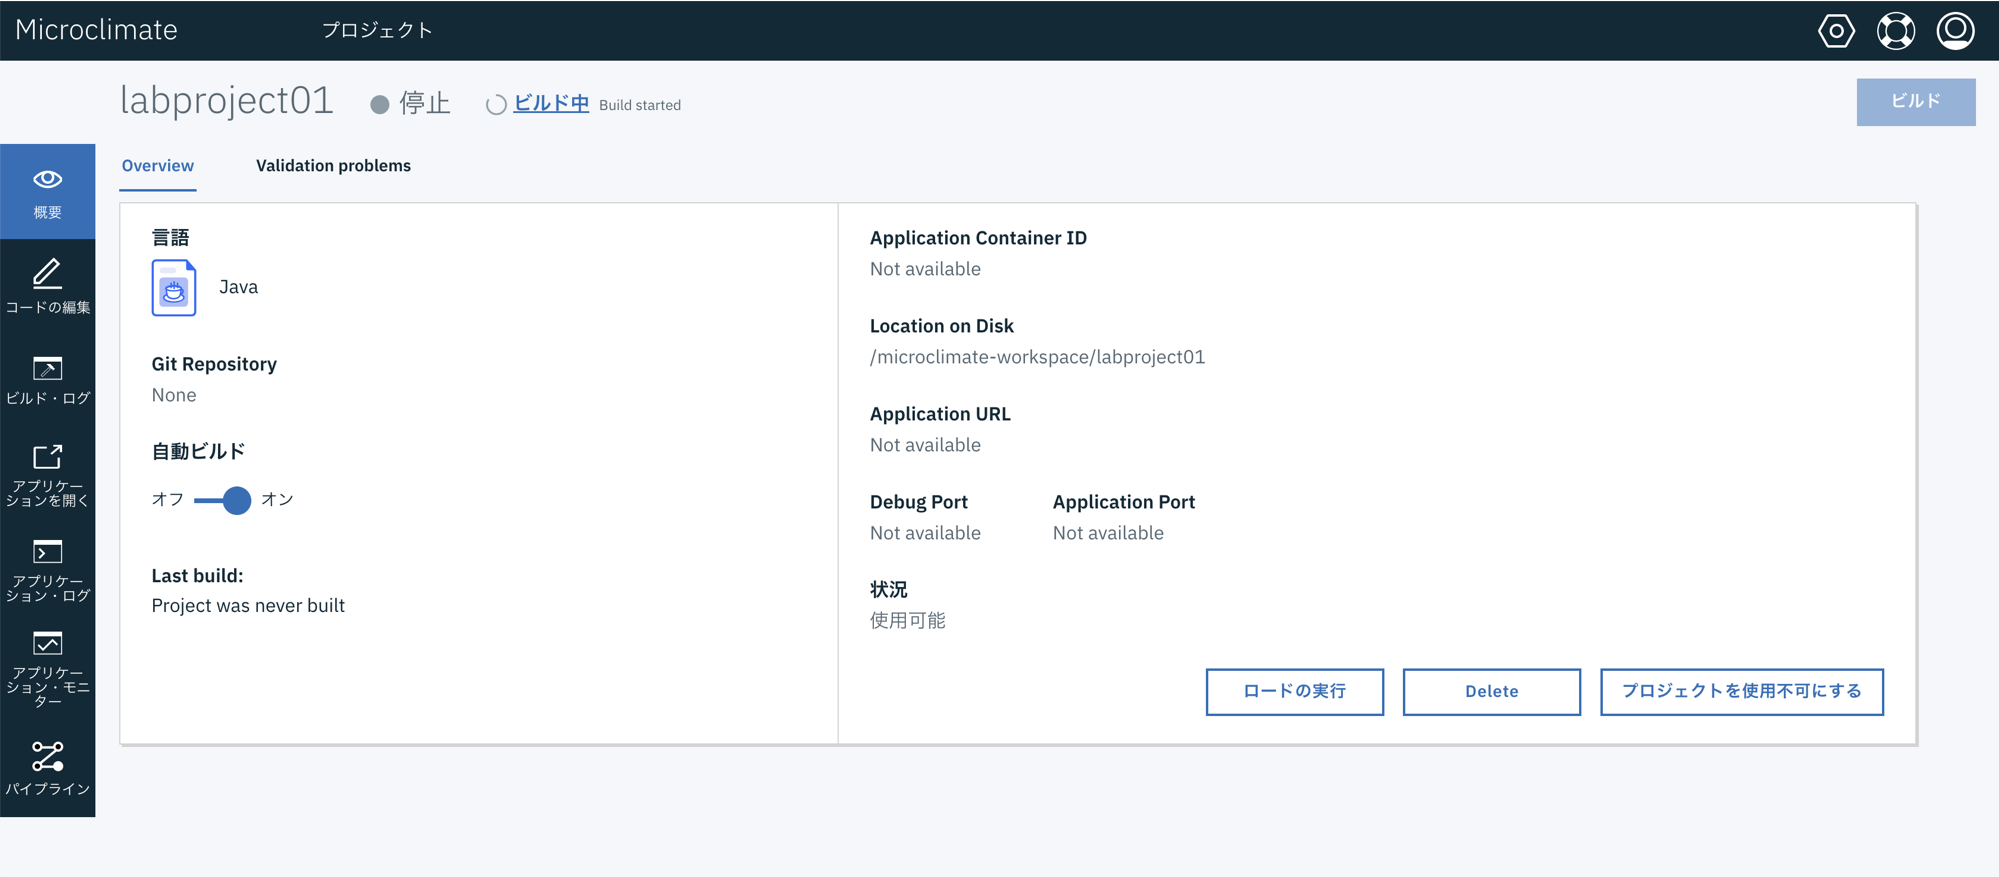 Microclimate プロジェクト
labproject01 停止 ビルド中 Build started ビルド
概要
コードの編集
ビルド・ログ
アプリケー
ションを開く
アプリケー
ション・ログ
アプリケー
ション・モニ
ター
パイプライン
Overview Validation problems
言語
Java
Git Repository
None
自動ビルド
オフ オン
Last build:
Project was never built
Application Container ID
Not available
Location on Disk
/microclimate-workspace/labproject01
Application URL
Not available
Debug Port Application Port
Not available Not available
状況
使用可能
ロードの実行 Delete プロジェクトを使用不可にする